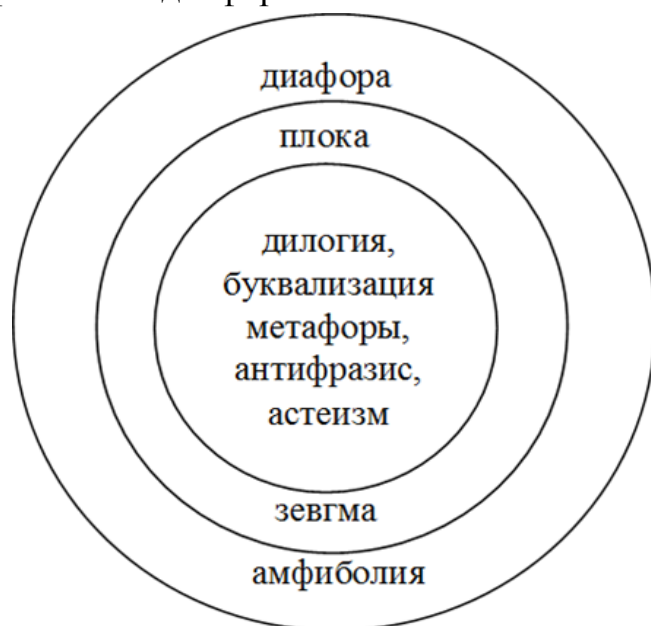 диафора
плока
дилогия,
буквализация
метафоры,
антифразис,
астеизм
зевгма
амфиболия